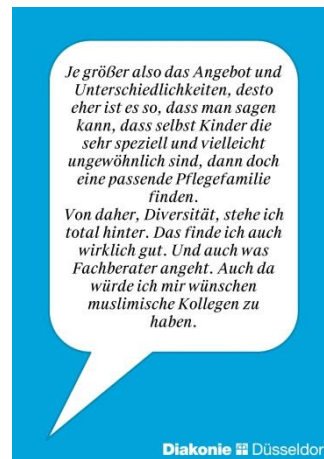 Je größer also das Angebot und
Unterschiedlichkeiten, desto
eher ist es so, dass man sagen
kann, dass selbst Kinder die
sehr speziell und vielleicht
ungewöhnlich sind, dann doch
eine passende Pflegefamilie
finden.
Von daher, Diversität, stehe ich
total hinter. Das finde ich auch
wirklich gut. Und auch was
Fachberater angeht. Auch da
würde ich mir wünschen
muslimische Kollegen zu
haben.
Diakonie Düsseldor